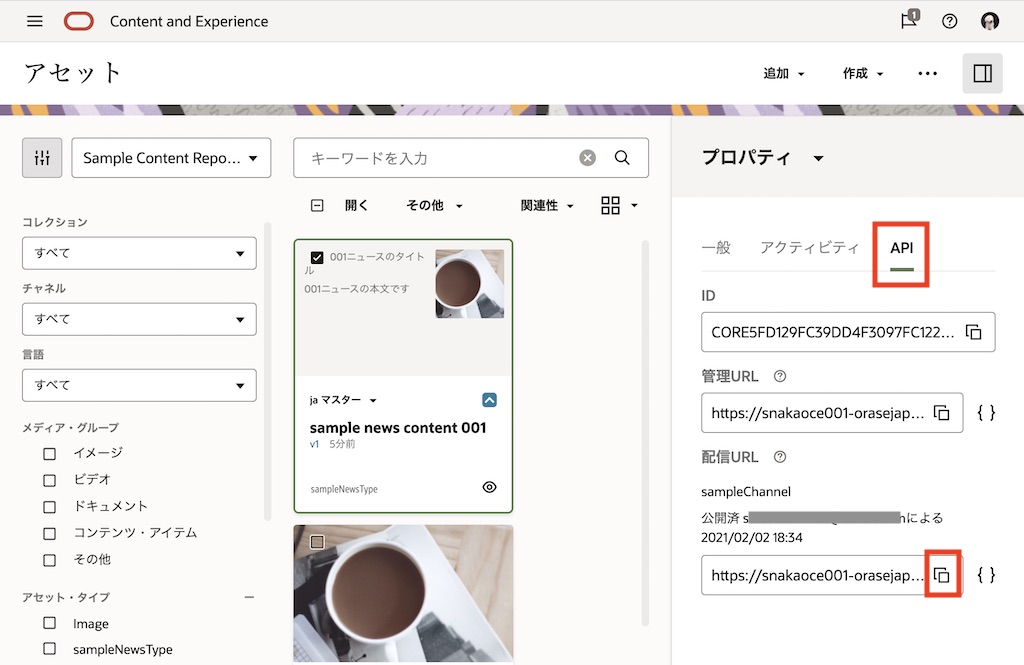 Content and Experience
1
アセット
追加
作成
Sample Content Repo...
キーワードを入力
プロパティ
開く
その他
関連性
コレクション
すべて
チャネル
すべて
言語
すべて
メディア・グループ
イメージ
ビデオ
ドキュメント
コンテンツ・アイテム
その他
アセット・タイプ
Image
sampleNewsType
001ニュースのタイト
ル
001ニュースの本文です
ja マスター
sample news content 001
v1 5分前
sampleNewsType
一般
アクティビティ
API
ID
CORE5FD129FC39DD4F3097FC122...
管理URL
https://snakaoce001-orasejap...
配信URL
sampleChannel
公開済 s による
2021/02/02 18:34
https://snakaoce001-orasejap...